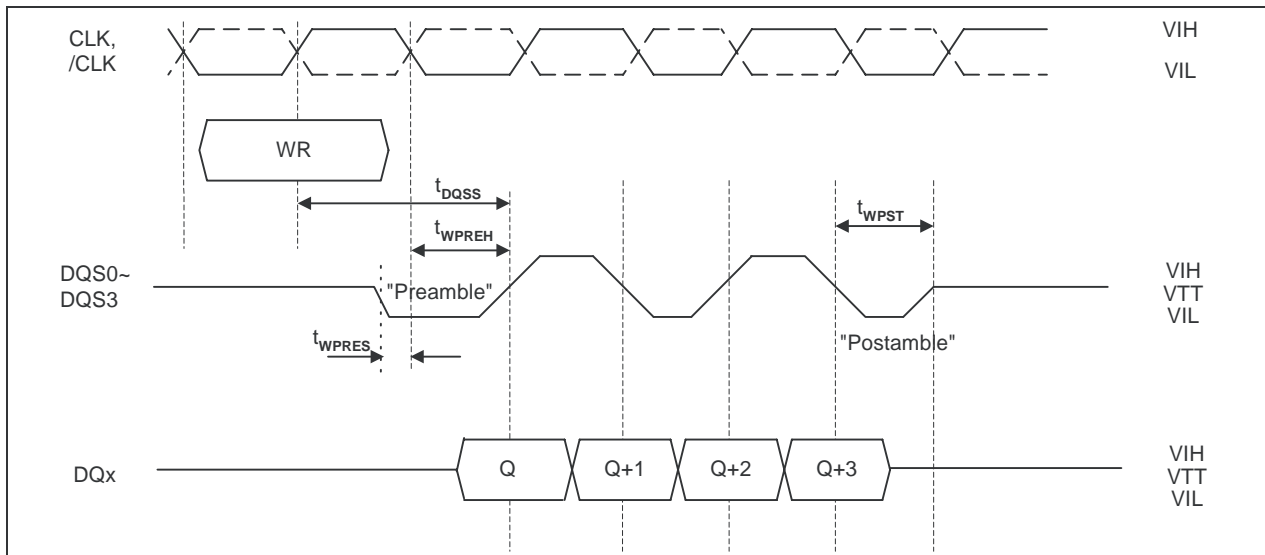 CLK,
/CLK
VIH
VIL
WR
tDQSS
tWPREH
tWPST
DQS0~
DQS3
"Preamble"
VIH
VTT
VIL
tWPRES
"Postamble"
DQx
Q
Q+1
Q+2
Q+3
VIH
VTT
VIL